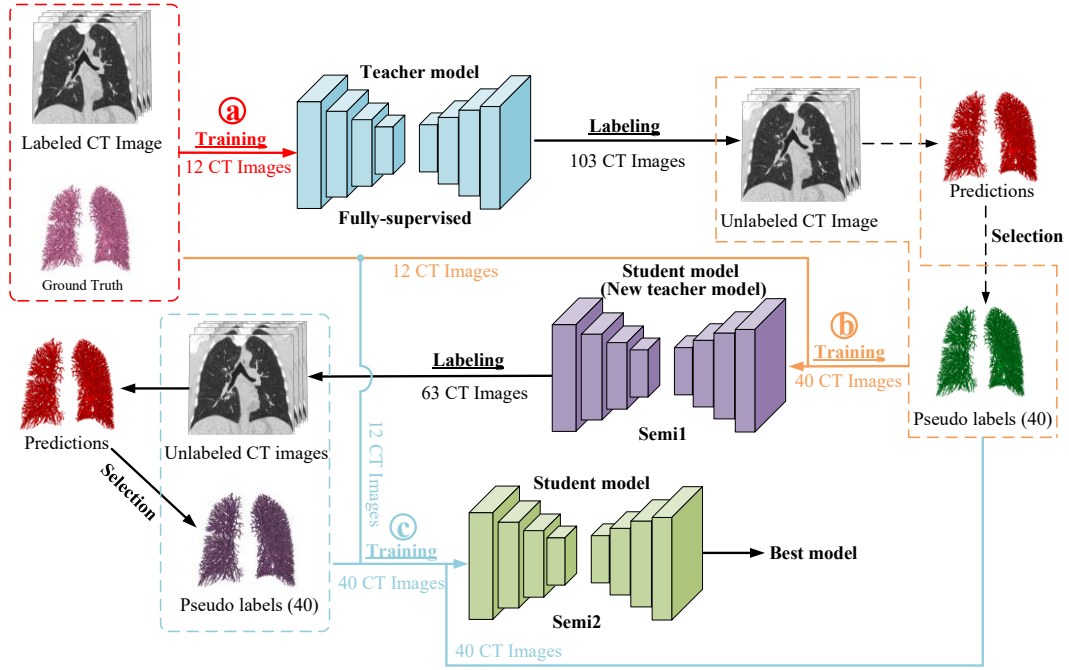 Labeled CT Image
Ground Truth
ⓐ
Training
12 CT Images
Teacher model
Fully-supervised
Labeling
103 CT Images
Unlabeled CT Image
Predictions
Selection
Pseudo labels (40)
12 CT Images
ⓑ
Training
40 CT Images
Student model
(New teacher model)
Semi1
Labeling
63 CT Images
Unlabeled CT images
Predictions
Selection
Pseudo labels (40)
12 CT Images
ⓒ
Training
40 CT Images
Student model
Semi2
Best model
40 CT Images